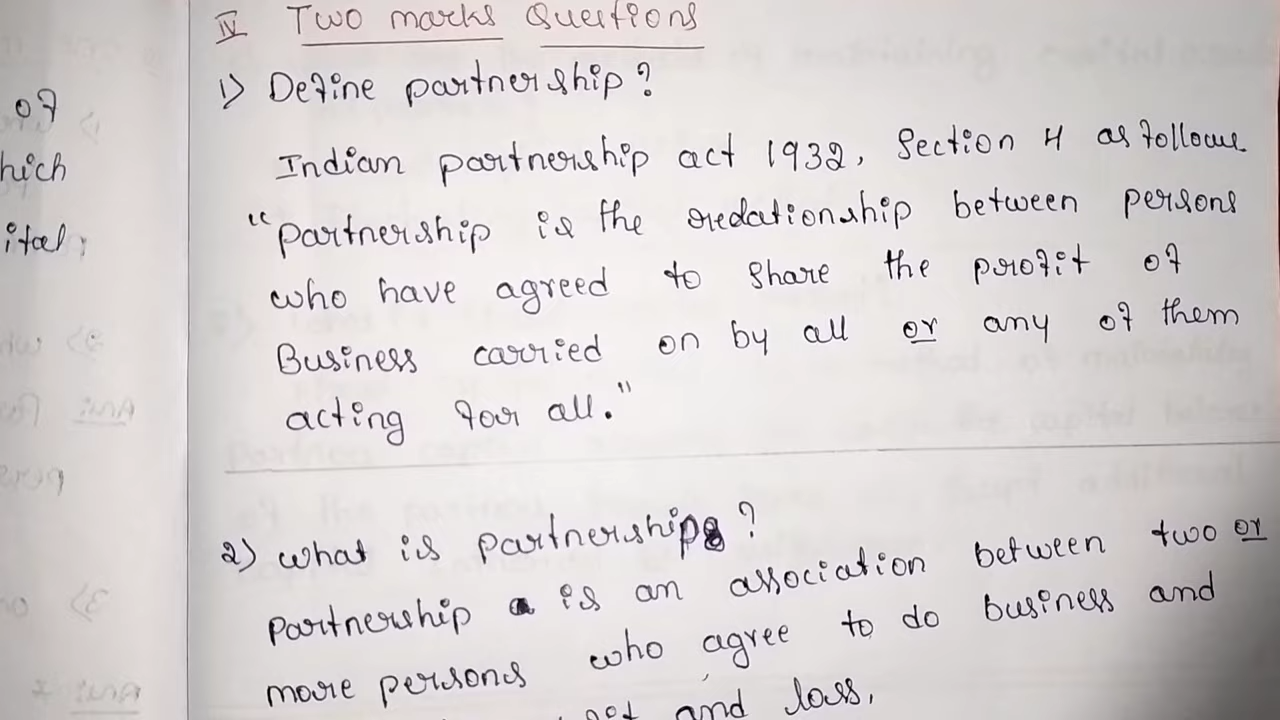 of
hich
ital,
IV Two marks Questions
1) Define partnership?
Indian partnership act 1932, Section 4 as follows
"partnership is the relationship between persons
who have agreed to share the profit of
Business carried on by all or any of them
acting for all."
2) what is partnership?
partnership is an association between two or
more persons who agree to do business and
and loss.